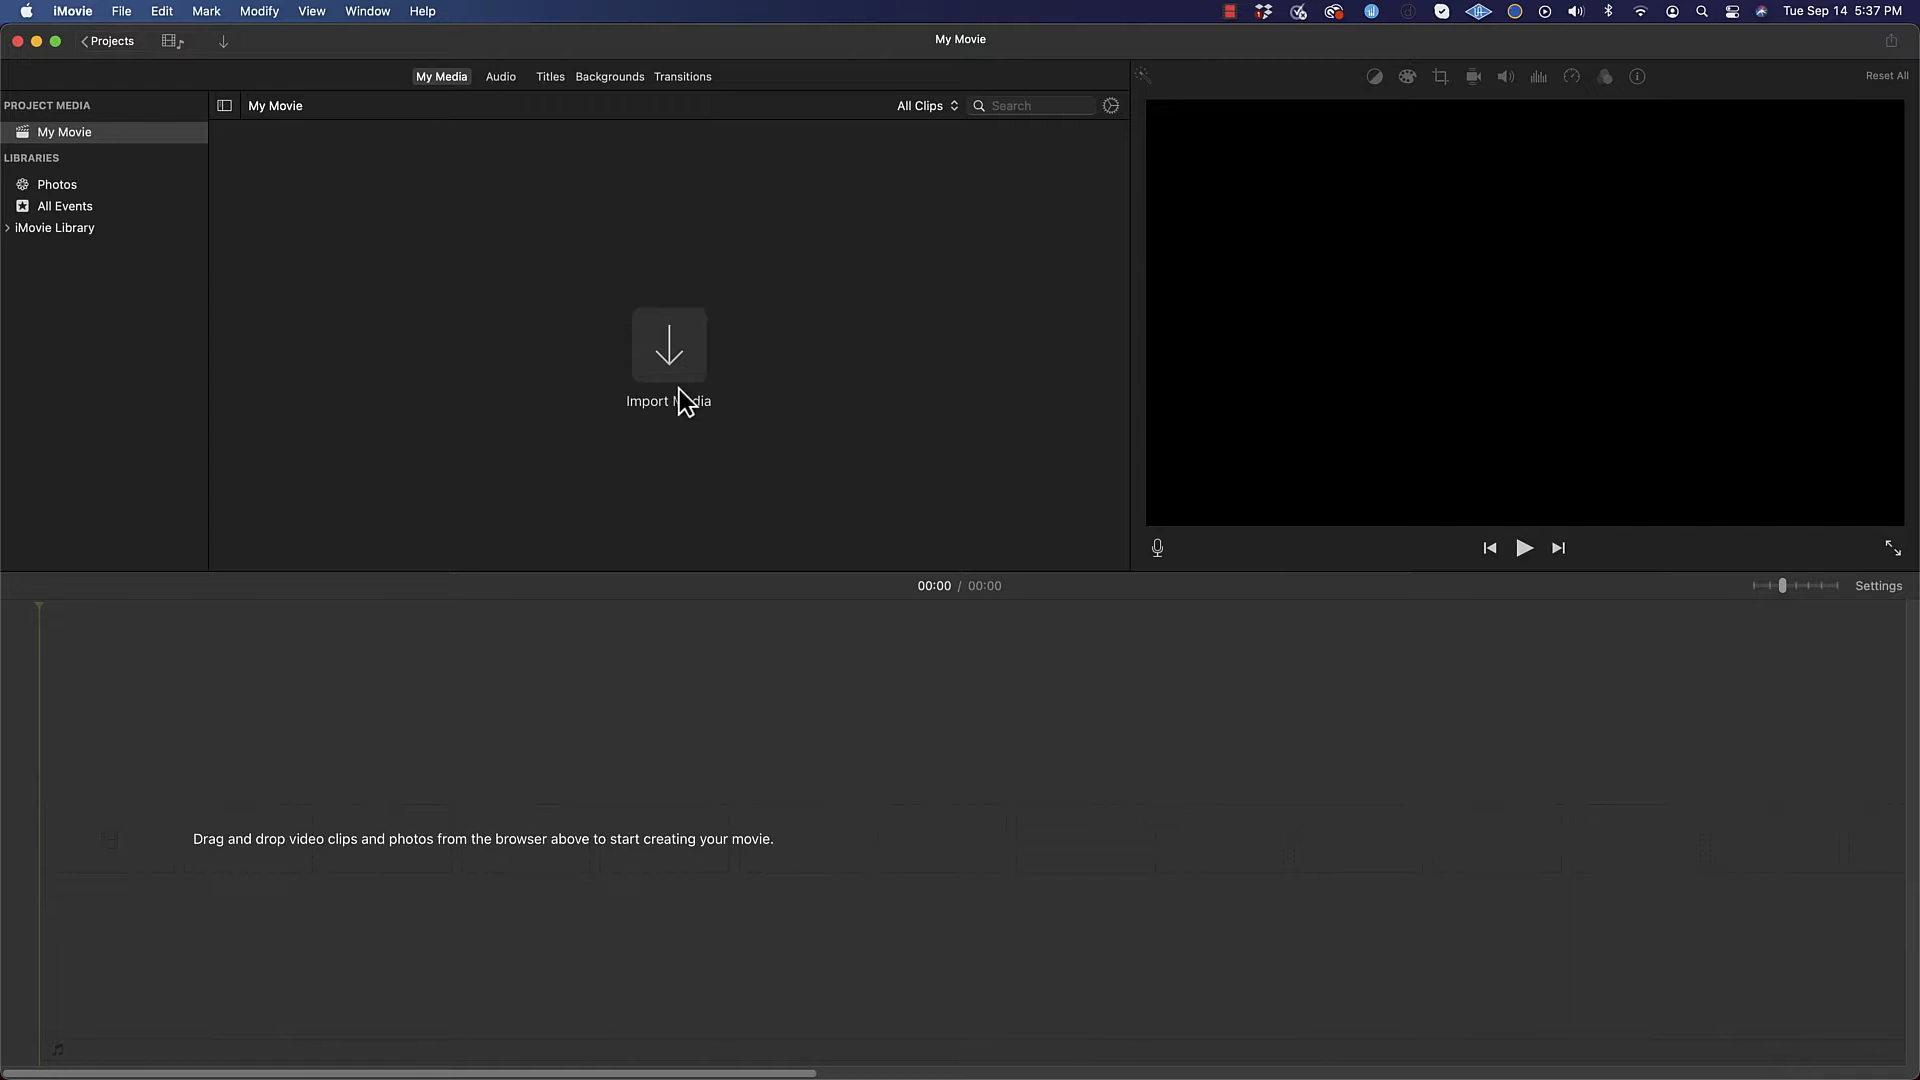 iMovie File Edit Mark Modify View Window Help Tue Sep 14 5:37 PM
Projects My Movie
My Media Audio Titles Backgrounds Transitions Reset All
PROJECT MEDIA My Movie All Clips Search
My Movie
LIBRARIES
Photos
All Events
iMovie Library
Import
00:00 / 00:00 Settings
Drag and drop video clips and photos from the browser above to start creating your movie.